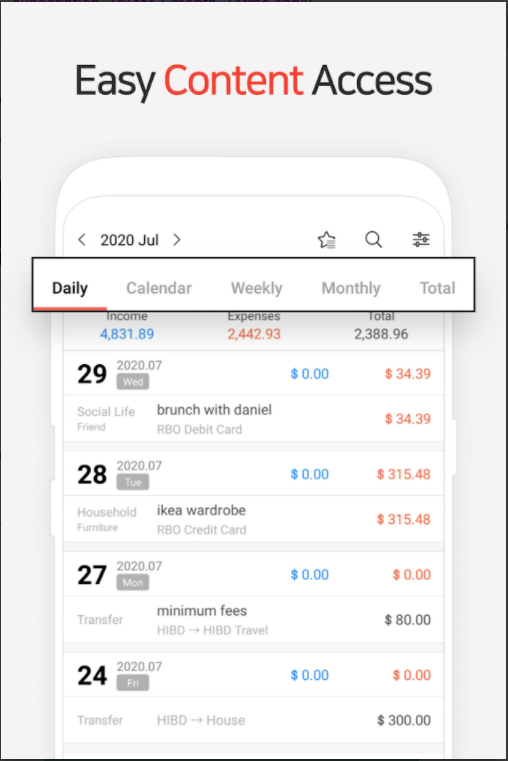 Easy Content Access
2020 Jul
Daily Calendar Weekly Monthly Total
Income Expenses Total
4,831.89 2,442.93 2,388.96
29 2020.07 Wed $ 0.00 $ 34.39
Social Life brunch with daniel $ 34.39
Friend RBO Debit Card
28 2020.07 Tue $ 0.00 $ 315.48
Household ikea wardrobe $ 315.48
Furniture RBO Credit Card
27 2020.07 Mon $ 0.00 $ 0.00
Transfer minimum fees $ 80.00
HIBD → HIBD Travel
24 2020.07 Fri $ 0.00 $ 0.00
Transfer HIBD → House $ 300.00